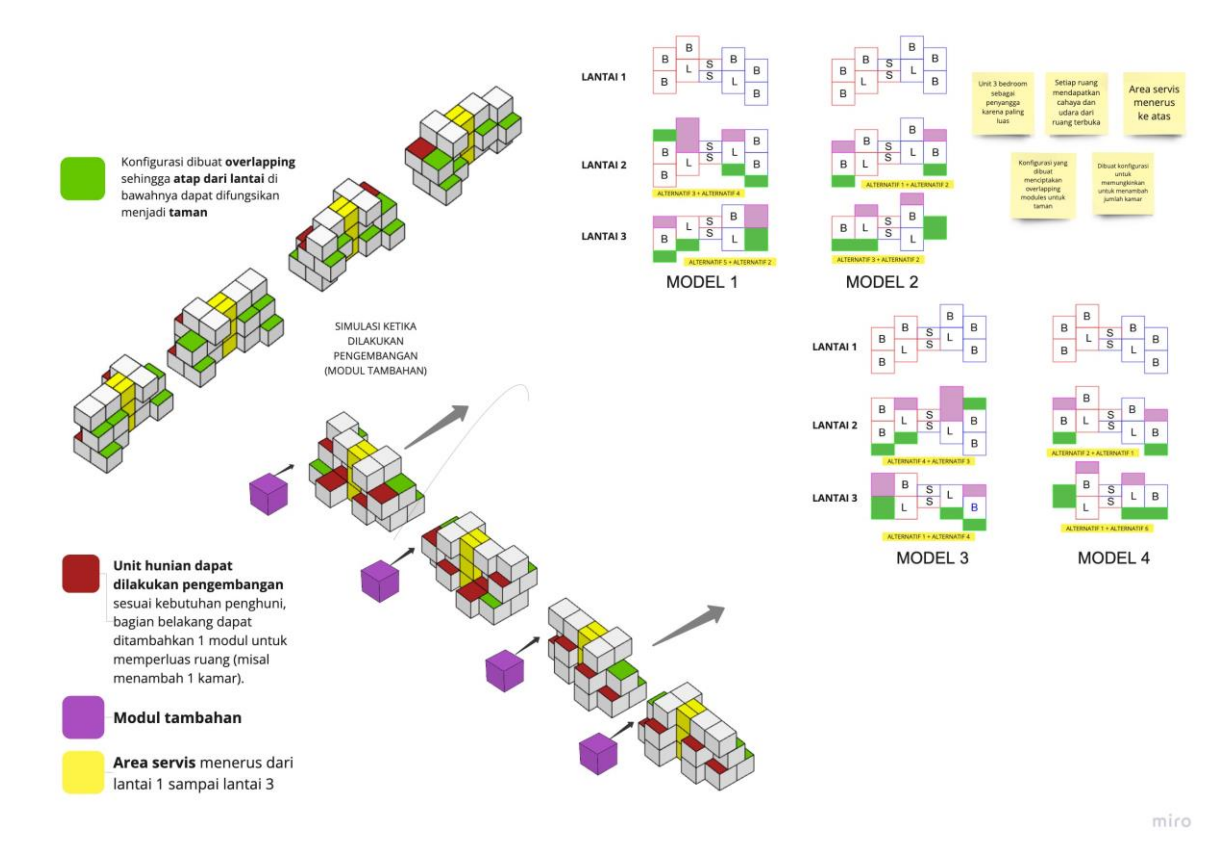 Konfigurasi dibuat overlapping
sehingga atap dari lantai di
bawahnya dapat difungsikan
menjadi taman
SIMULASI KETIKA
DILAKUKAN
PENGEMBANGAN
(MODUL TAMBAHAN)
Unit hunian dapat
dilakukan pengembangan
sesuai kebutuhan penghuni,
bagian belakang dapat
ditambahkan 1 modul untuk
memperluas ruang (misal
menambah 1 kamar).
Modul tambahan
Area servis menerus dari
lantai 1 sampai lantai 3
LANTAI 1
B B L B S S B L B B
B B L B S S B L B B
LANTAI 2
B B L S S L B B
ALTERNATIF 3 + ALTERNATIF 4
B L S S B L B
ALTERNATIF 1 + ALTERNATIF 2
LANTAI 3
B L S S B L
ALTERNATIF 5 + ALTERNATIF 2
B L S S B L
ALTERNATIF 3 + ALTERNATIF 2
MODEL 1
MODEL 2
Unit 3 bedroom
sebagai
penyangga
karena paling
luas
Setiap ruang
mendapatkan
cahaya dan
udara dari
ruang terbuka
Area servis
menerus
ke atas
Konfigurasi yang
dibuat
menciptakan
overlapping
modules untuk
taman
Dibuat konfigurasi
untuk
memungkinkan
untuk menambah
jumlah kamar
LANTAI 1
B B B L S S B L B B
B B L S S B L B B
LANTAI 2
B B L S S L B B
ALTERNATIF 4 + ALTERNATIF 3
B B L S S L B
ALTERNATIF 2 + ALTERNATIF 1
LANTAI 3
B L S S L B
ALTERNATIF 1 + ALTERNATIF 4
B L S S L B
ALTERNATIF 1 + ALTERNATIF 6
MODEL 3
MODEL 4
miro